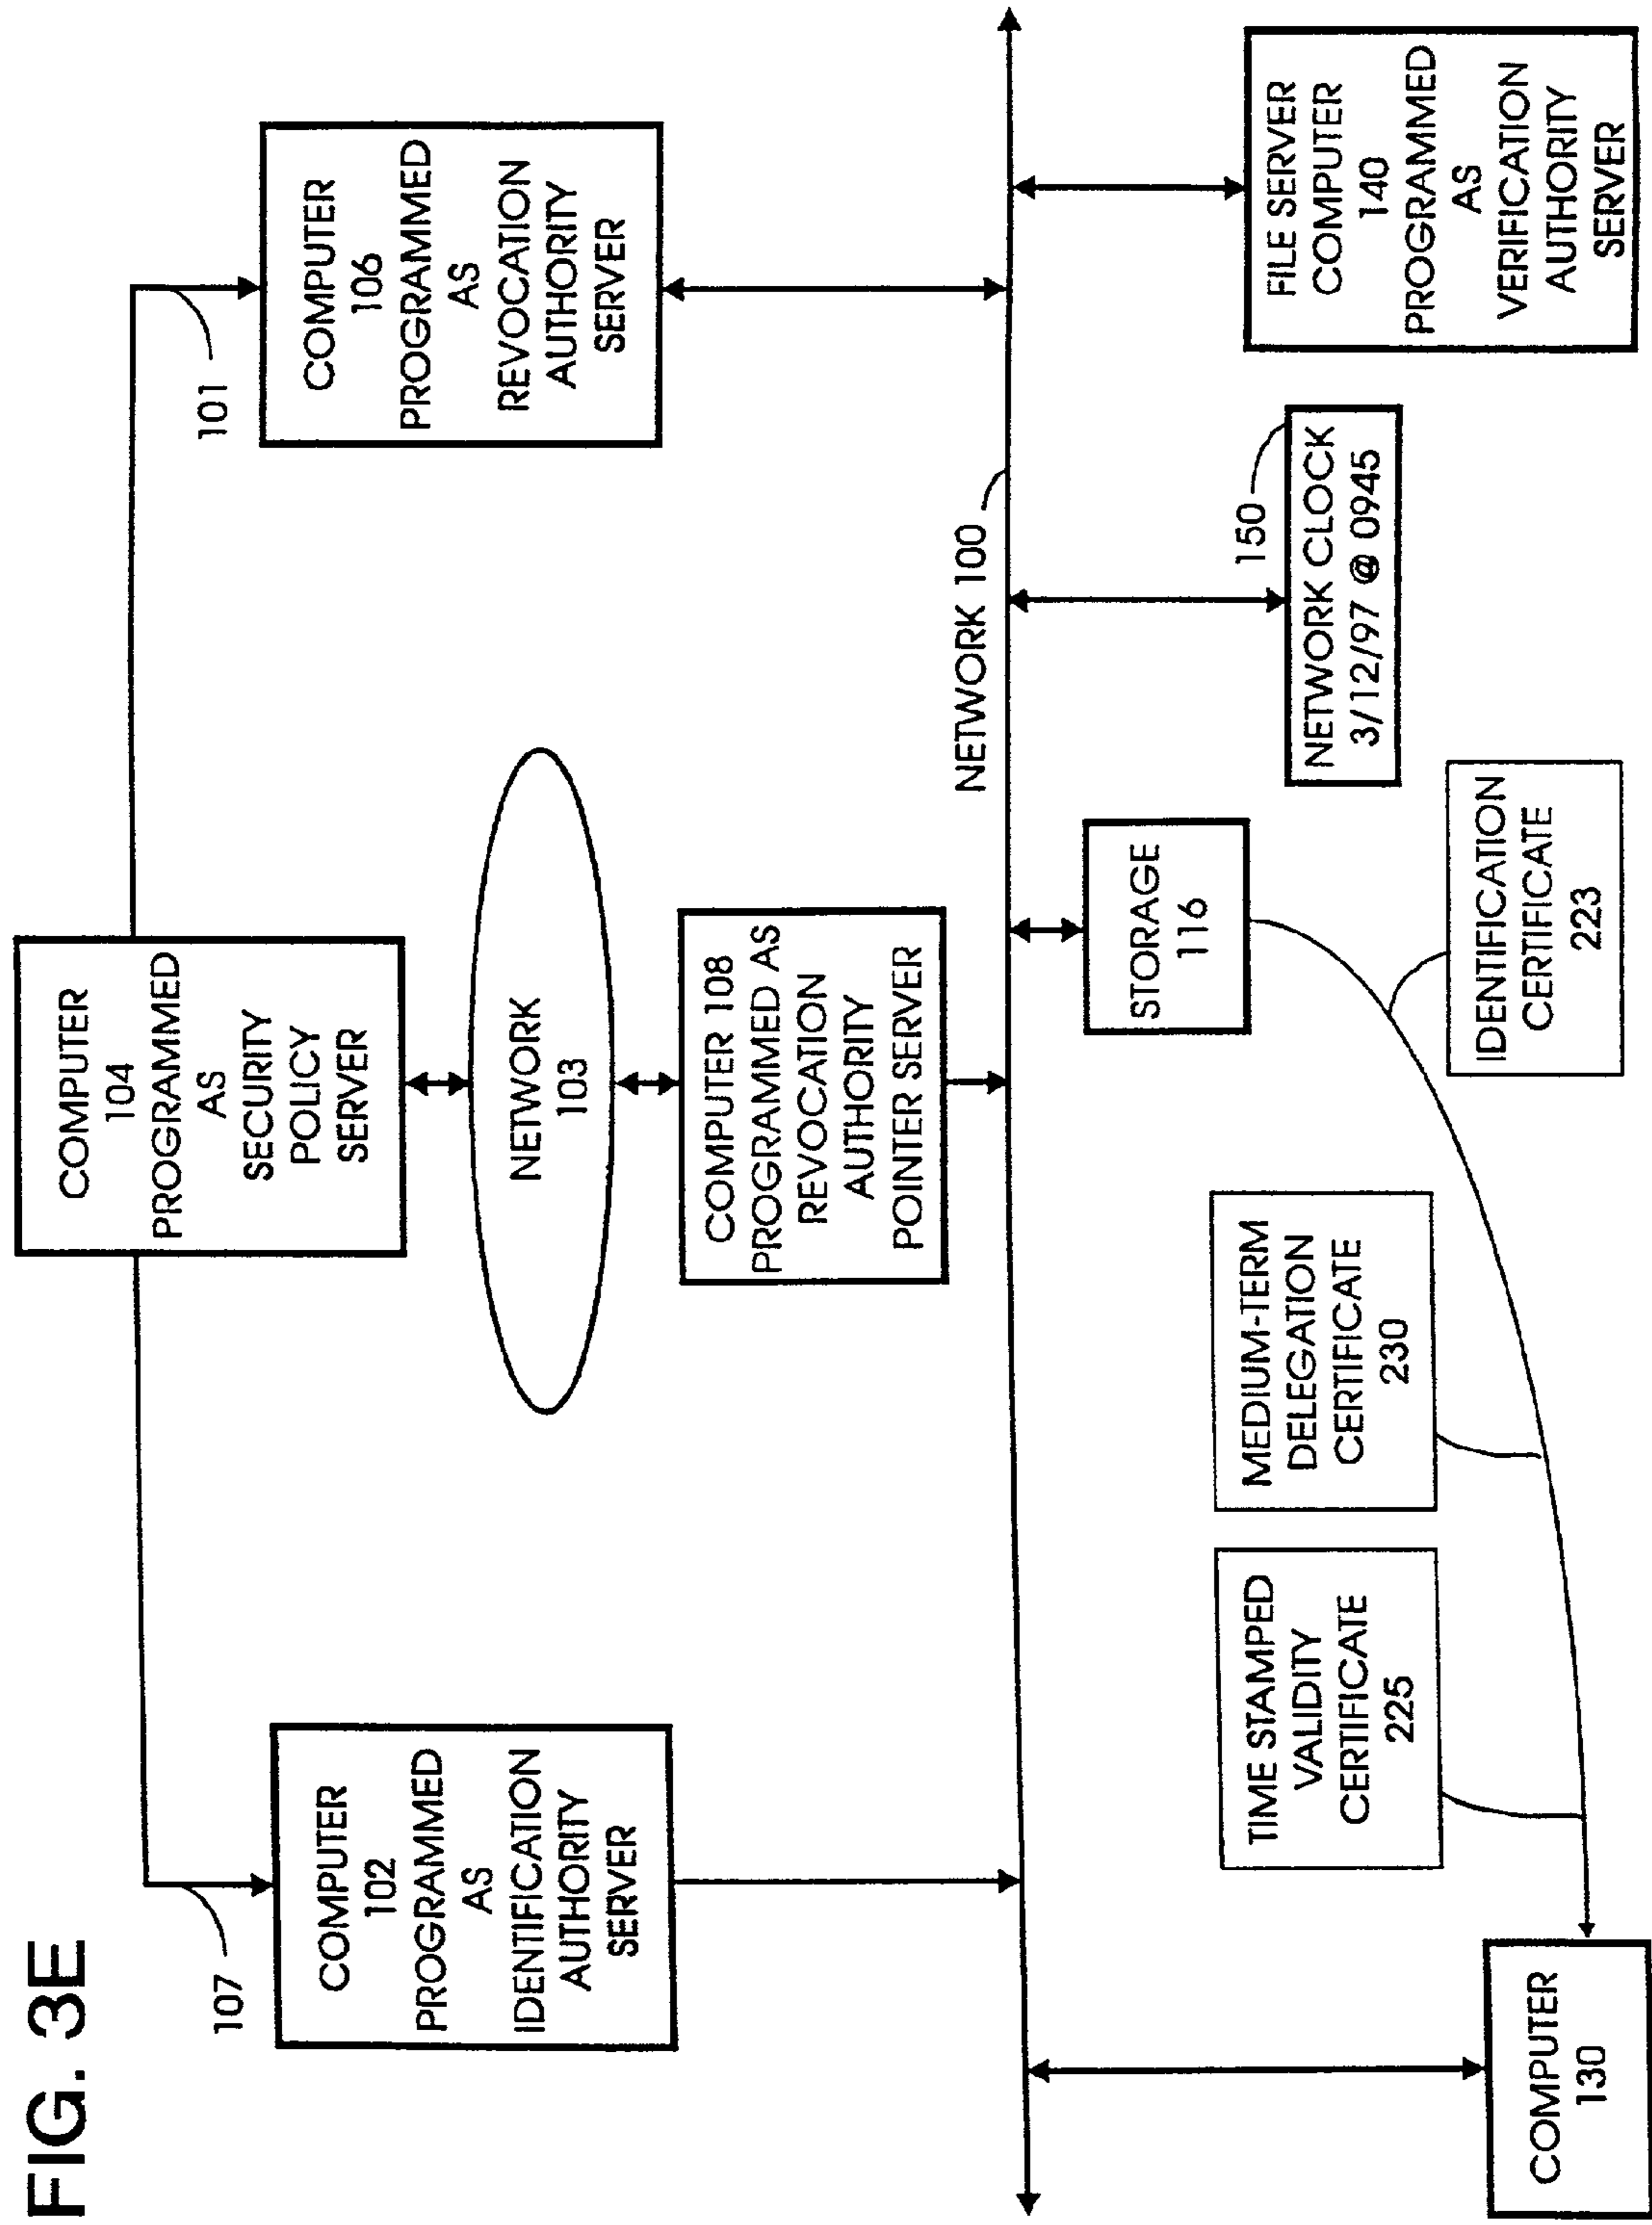 FIG. 3E
COMPUTER
104
PROGRAMMED
AS
SECURITY
POLICY
SERVER
107
101
COMPUTER
102
PROGRAMMED
AS
IDENTIFICATION
AUTHORITY
SERVER
NETWORK
103
COMPUTER
106
PROGRAMMED
AS
REVOCATION
AUTHORITY
SERVER
COMPUTER 108
PROGRAMMED AS
REVOCATION
AUTHORITY
POINTER SERVER
NETWORK 100
STORAGE
116
150
NETWORK CLOCK
3/12/97 @ 0945
FILE SERVER
COMPUTER
140
PROGRAMMED
AS
VERIFICATION
AUTHORITY
SERVER
TIME STAMPED
VALIDITY
CERTIFICATE
225
MEDIUM-TERM
DELEGATION
CERTIFICATE
230
IDENTIFICATION
CERTIFICATE
223
COMPUTER
130